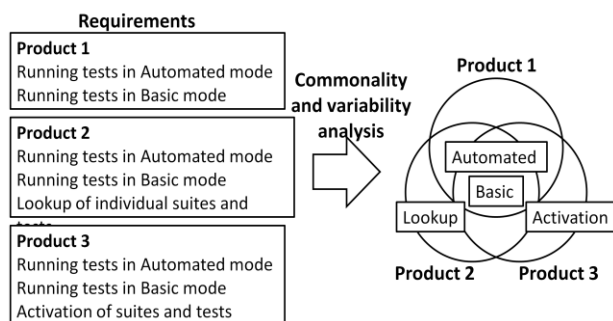 Requirements
Product 1
Running tests in Automated mode
Running tests in Basic mode
Product 2
Running tests in Automated mode
Running tests in Basic mode
Lookup of individual suites and
tests
Product 3
Running tests in Automated mode
Running tests in Basic mode
Activation of suites and tests
Commonality
and variability
analysis
Product 1
Automated
Basic
Lookup
Activation
Product 2
Product 3